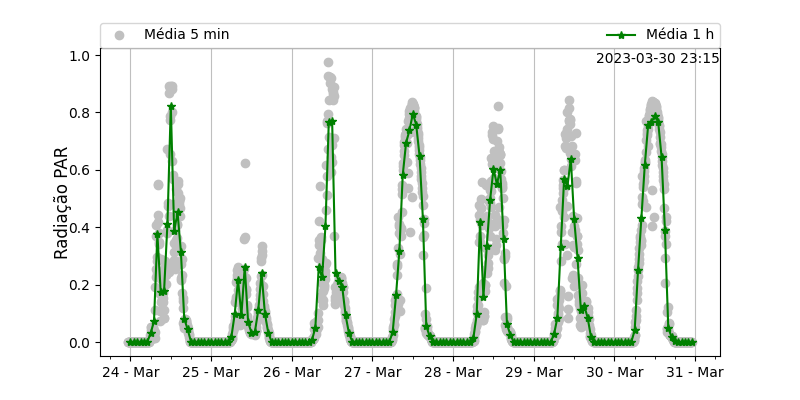 Média 5 min
Média 1 h
2023-03-30 23:15
Radiação PAR
1.0
0.8
0.6
0.4
0.2
0.0
24 - Mar
25 - Mar
26 - Mar
27 - Mar
28 - Mar
29 - Mar
30 - Mar
31 - Mar